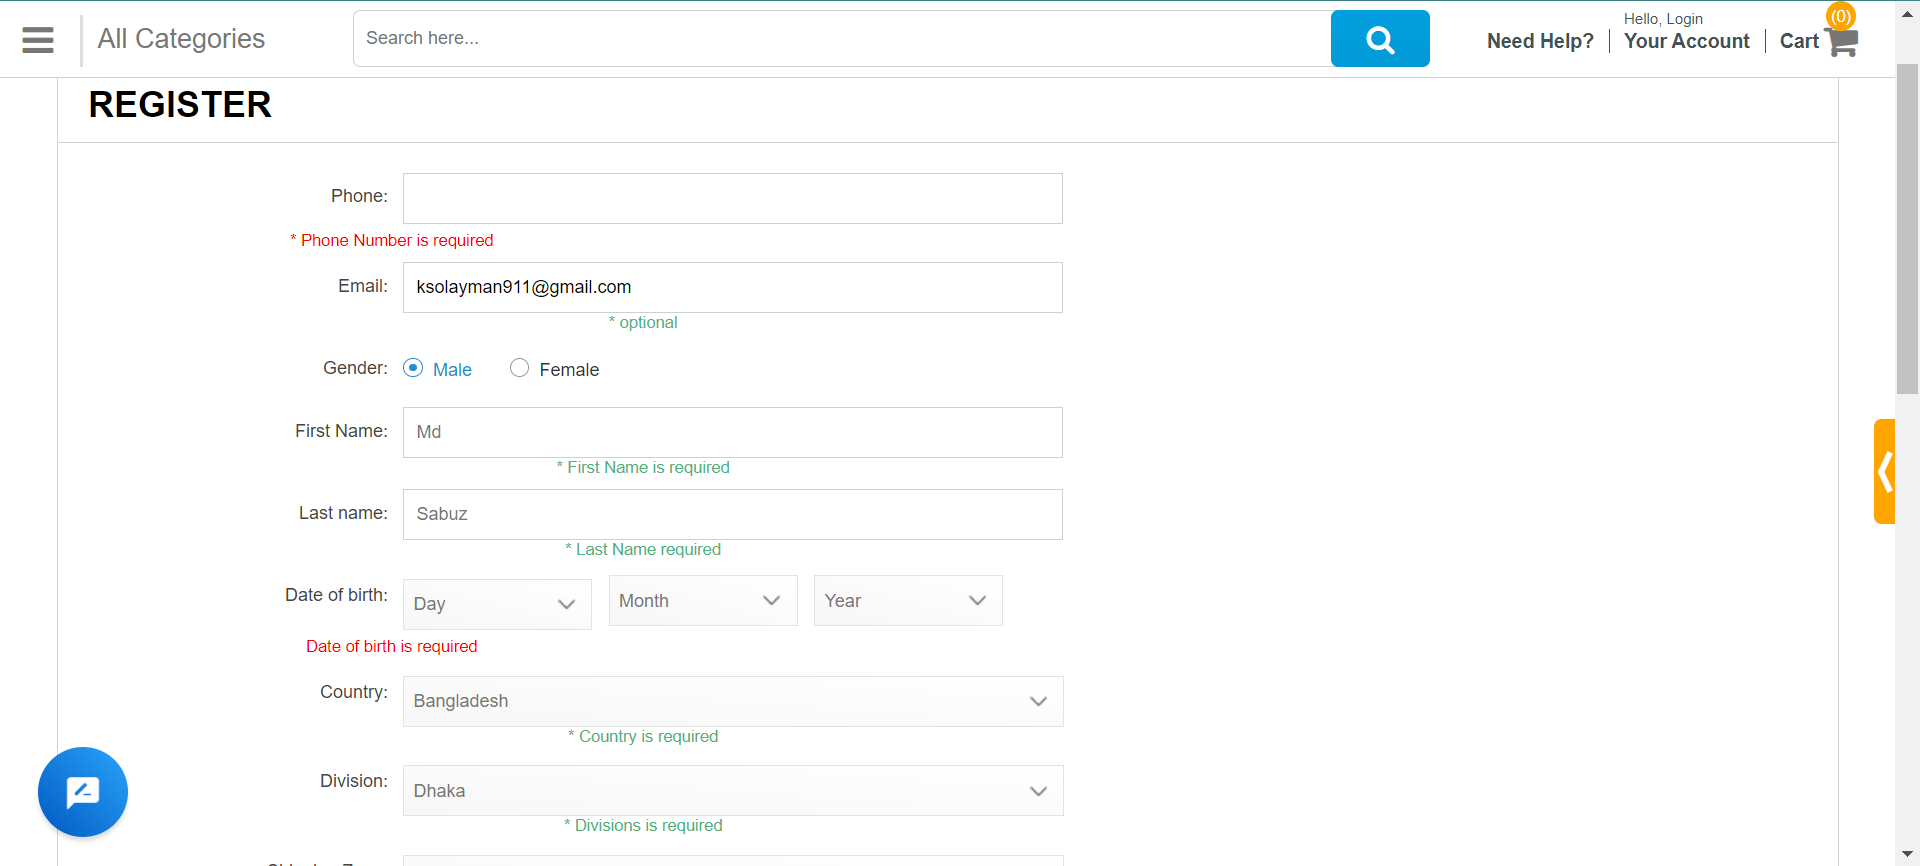 All Categories
Search here...
Need Help?
Hello, Login
Your Account
Cart
(0)
REGISTER
Phone:
* Phone Number is required
Email: ksolayman911@gmail.com
* optional
Gender: Male Female
First Name: Md
* First Name is required
Last name: Sabuz
* Last Name required
Date of birth: Day Month Year
Date of birth is required
Country: Bangladesh
* Country is required
Division: Dhaka
* Divisions is required